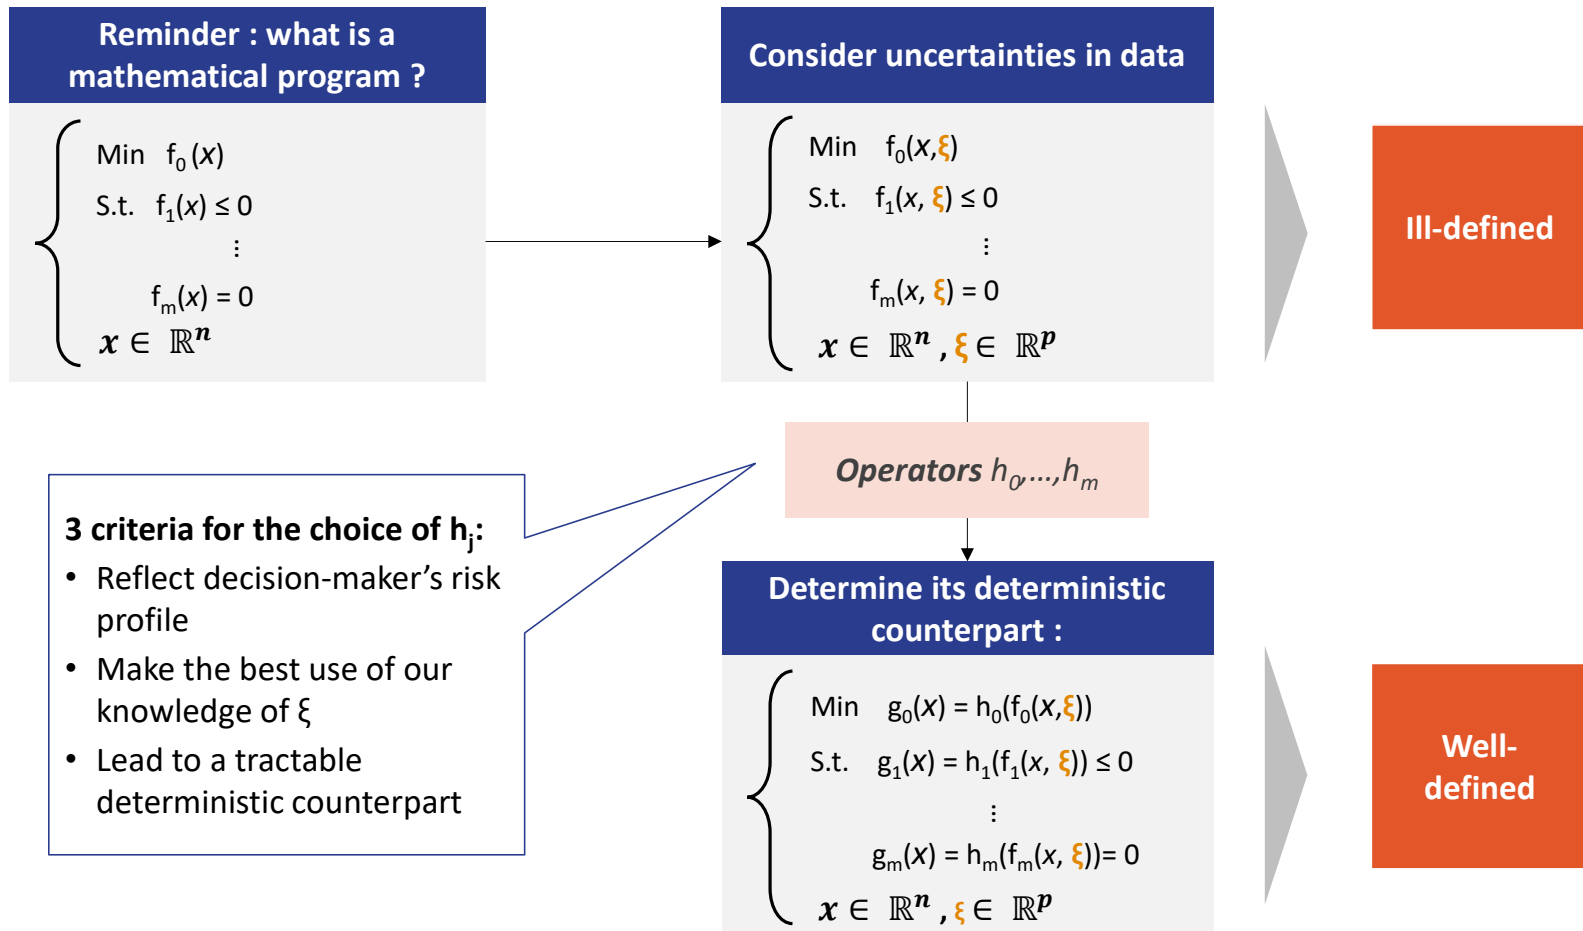 Reminder : what is a
mathematical program ?
Min f₀ (x)
S.t. f₁(x) ≤ 0
⋮
fₘ(x) = 0
x ∈ ℝⁿ
Consider uncertainties in data
Min f₀(x,ξ)
S.t. f₁(x, ξ) ≤ 0
⋮
fₘ(x, ξ) = 0
x ∈ ℝⁿ , ξ ∈ ℝᵖ
Ill-defined
Operators h₀,...,hₘ
3 criteria for the choice of hⱼ:
• Reflect decision-maker's risk
profile
• Make the best use of our
knowledge of ξ
• Lead to a tractable
deterministic counterpart
Determine its deterministic
counterpart :
Min g₀(x) = h₀(f₀(x,ξ))
S.t. g₁(x) = h₁(f₁(x, ξ)) ≤ 0
⋮
gₘ(x) = hₘ(fₘ(x, ξ))= 0
x ∈ ℝⁿ , ξ ∈ ℝᵖ
Well-
defined